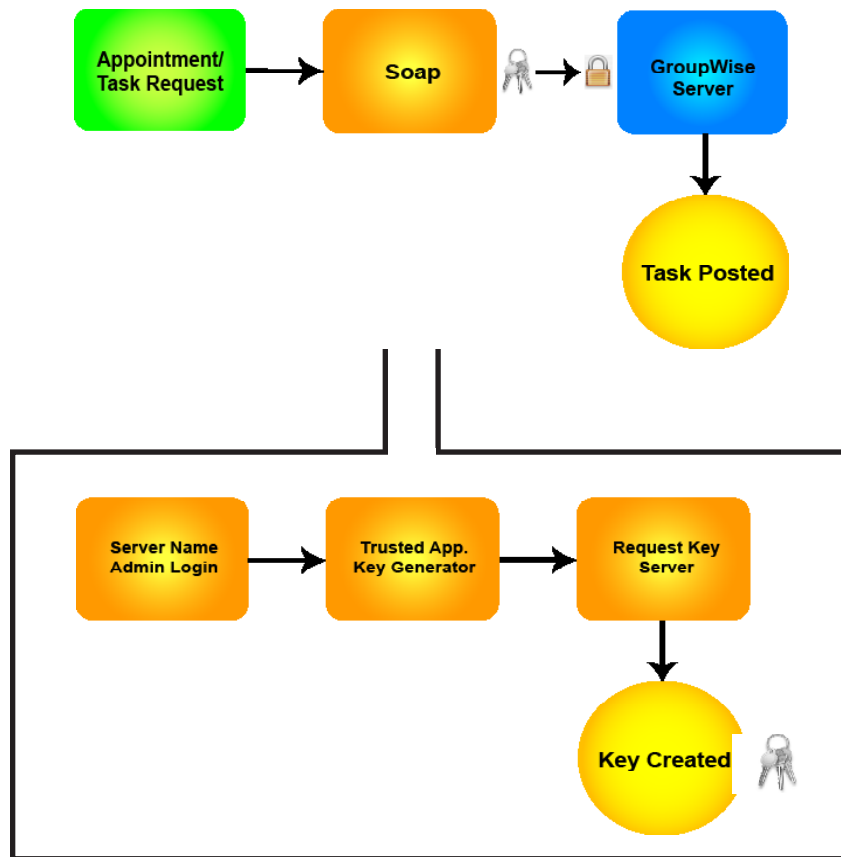 Appointment/
Task Request
Soap
GroupWise
Server
Task Posted
Server Name
Admin Login
Trusted App.
Key Generator
Request Key
Server
Key Created